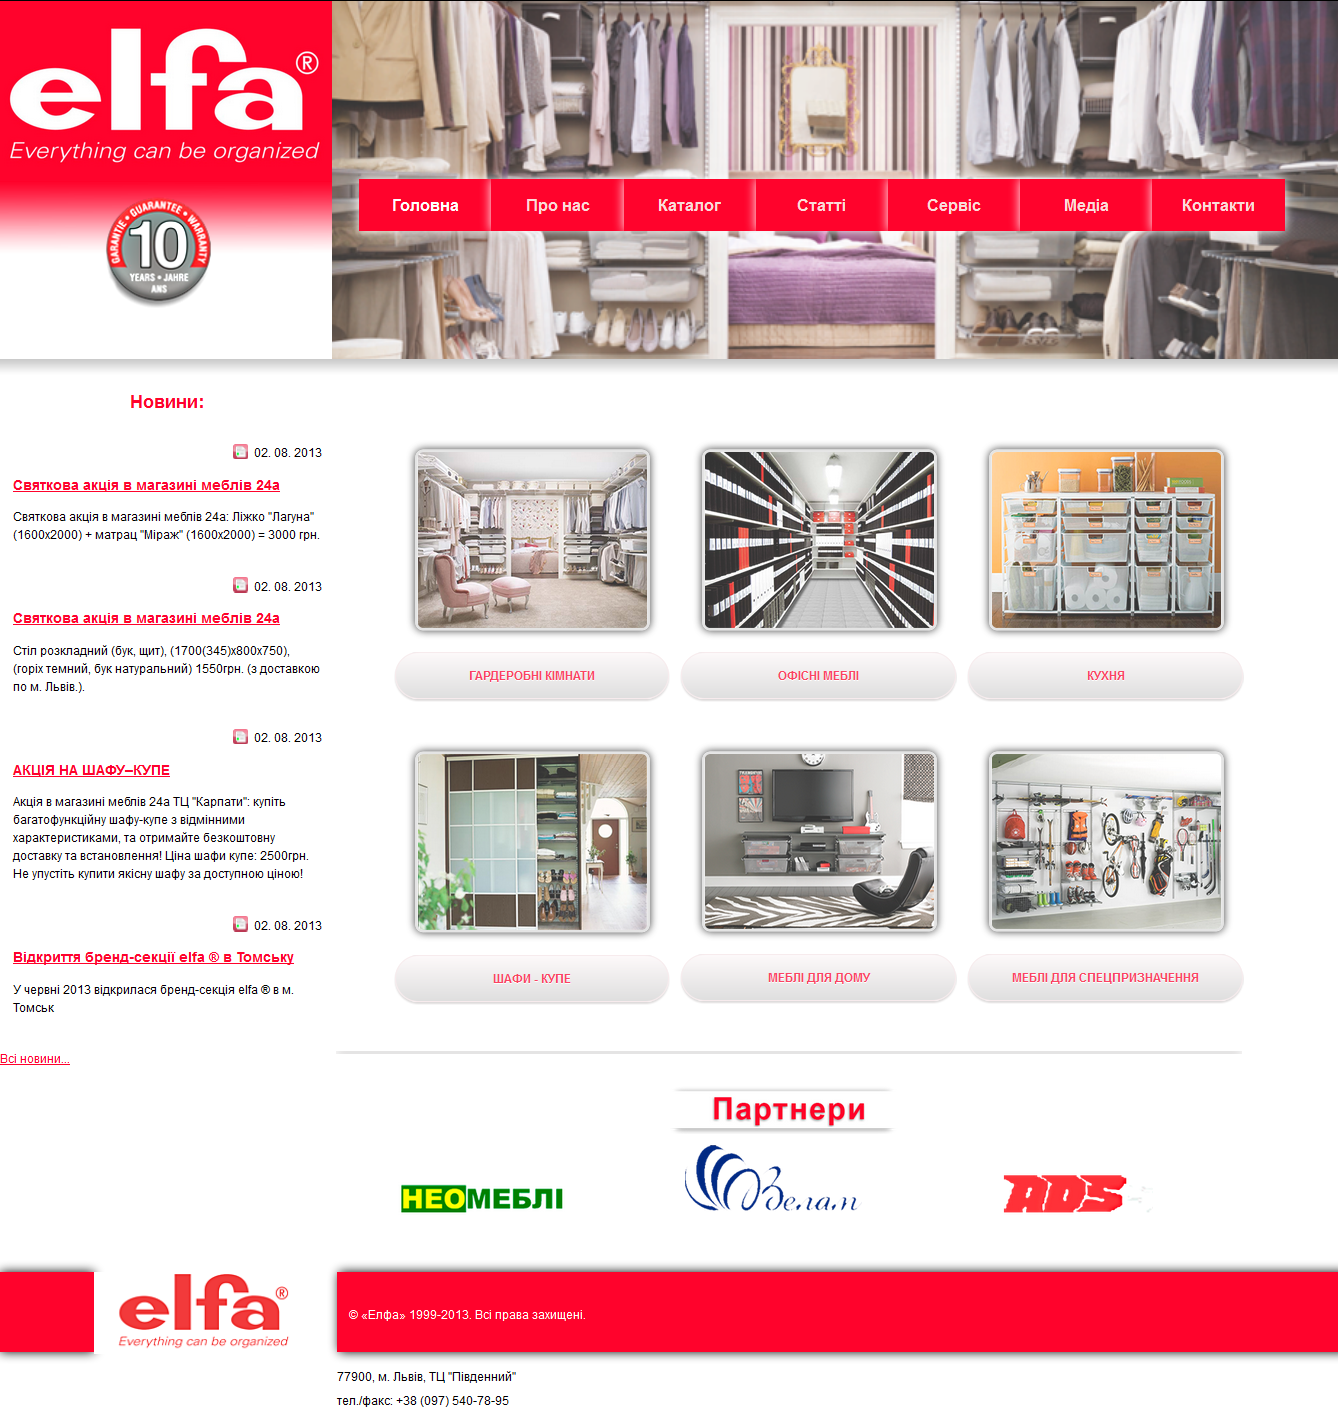 elfa®
Everything can be organized
GARANTIE • GUARANTEE • WARRANTY
10
YEARS • JAHRE
ANS
Головна
Про нас
Каталог
Статті
Сервіс
Медіа
Контакти
Новини:
02. 08. 2013
Святкова акція в магазині меблів 24а
Святкова акція в магазині меблів 24а: Ліжко "Лагуна"
(1600х2000) + матрац "Міраж" (1600х2000) = 3000 грн.
02. 08. 2013
Святкова акція в магазині меблів 24а
Стіл розкладний (бук, щит), (1700(345)х800х750),
(горіх темний, бук натуральний) 1550грн. (з доставкою
по м. Львів.).
02. 08. 2013
АКЦІЯ НА ШАФУ–КУПЕ
Акція в магазині меблів 24а ТЦ "Карпати": купіть
багатофункційну шафу-купе з відмінними
характеристиками, та отримайте безкоштовну
доставку та встановлення! Ціна шафи купе: 2500грн.
Не упустіть купити якісну шафу за доступною ціною!
02. 08. 2013
Відкриття бренд-секції elfa ® в Томську
У червні 2013 відкрилася бренд-секція elfa ® в м.
Томськ
Всі новини...
ГАРДЕРОБНІ КІМНАТИ
ОФІСНІ МЕБЛІ
КУХНЯ
ШАФИ - КУПЕ
МЕБЛІ ДЛЯ ДОМУ
МЕБЛІ ДЛЯ СПЕЦПРИЗНАЧЕННЯ
Партнери
НЕОМЕБЛІ
Велам
ADS
elfa®
Everything can be organized
© «Елфа» 1999-2013. Всі права захищені.
77900, м. Львів, ТЦ "Південний"
тел./факс: +38 (097) 540-78-95